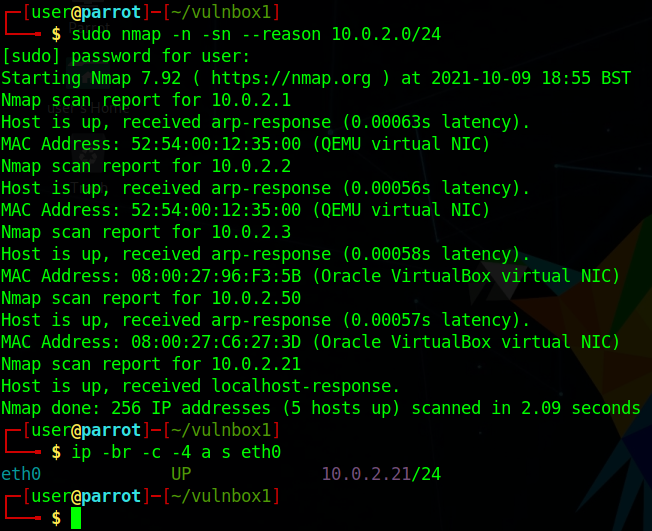 ┌─[user@parrot]─[~/vulnbox1]
└──╼ $ sudo nmap -n -sn --reason 10.0.2.0/24
[sudo] password for user:
Starting Nmap 7.92 ( https://nmap.org ) at 2021-10-09 18:55 BST
Nmap scan report for 10.0.2.1
Host is up, received arp-response (0.00063s latency).
MAC Address: 52:54:00:12:35:00 (QEMU virtual NIC)
Nmap scan report for 10.0.2.2
Host is up, received arp-response (0.00056s latency).
MAC Address: 52:54:00:12:35:00 (QEMU virtual NIC)
Nmap scan report for 10.0.2.3
Host is up, received arp-response (0.00058s latency).
MAC Address: 08:00:27:96:F3:5B (Oracle VirtualBox virtual NIC)
Nmap scan report for 10.0.2.50
Host is up, received arp-response (0.00057s latency).
MAC Address: 08:00:27:C6:27:3D (Oracle VirtualBox virtual NIC)
Nmap scan report for 10.0.2.21
Host is up, received localhost-response.
Nmap done: 256 IP addresses (5 hosts up) scanned in 2.09 seconds
┌─[user@parrot]─[~/vulnbox1]
└──╼ $ ip -br -c -4 a s eth0
eth0 UP 10.0.2.21/24
┌─[user@parrot]─[~/vulnbox1]
└──╼ $